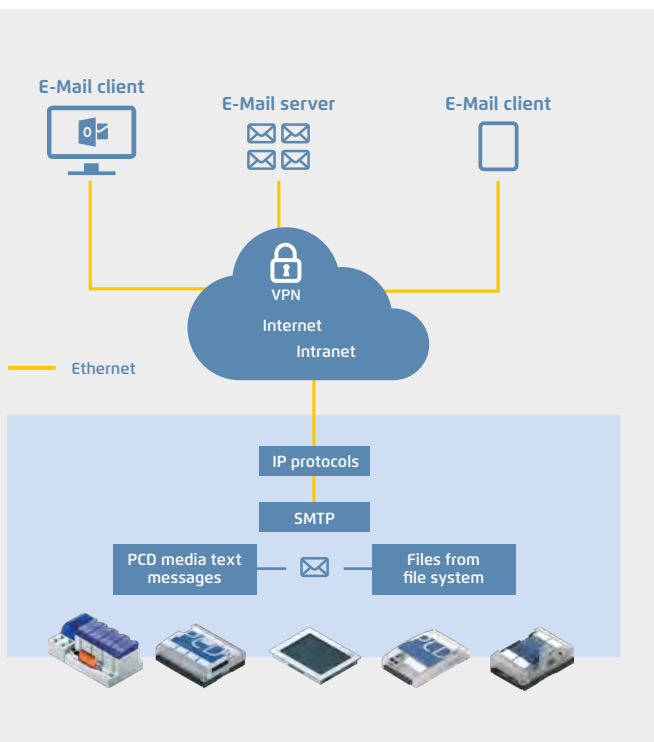 E-Mail client
E-Mail server
E-Mail client
VPN
Internet
Intranet
Ethernet
IP protocols
SMTP
PCD media text
messages
Files from
file system
PCD